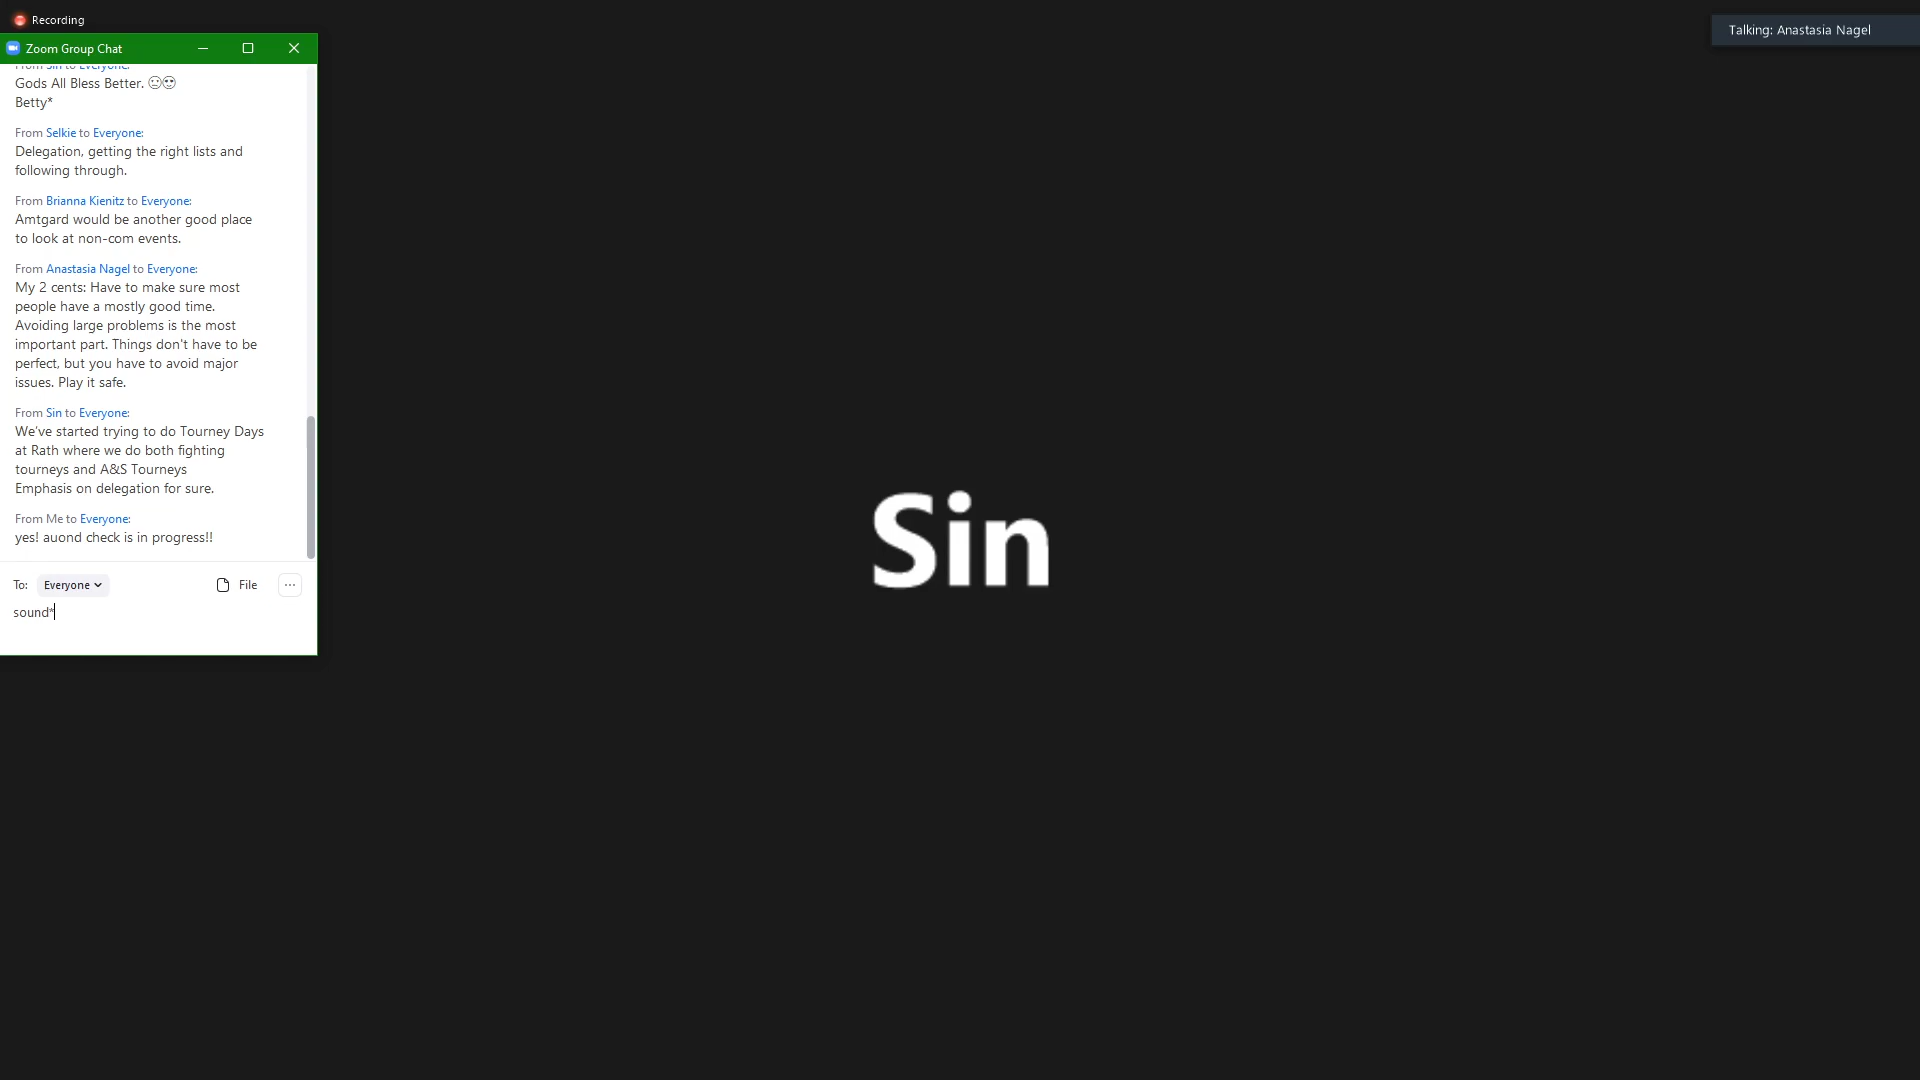 Recording
Talking: Anastasia Nagel
Zoom Group Chat
From Sin to Everyone:
Gods All Bless Better. 🙁😍
Betty*
From Selkie to Everyone:
Delegation, getting the right lists and
following through.
From Brianna Kienitz to Everyone:
Amtgard would be another good place
to look at non-com events.
From Anastasia Nagel to Everyone:
My 2 cents: Have to make sure most
people have a mostly good time.
Avoiding large problems is the most
important part. Things don't have to be
perfect, but you have to avoid major
issues. Play it safe.
From Sin to Everyone:
We've started trying to do Tourney Days
at Rath where we do both fighting
tourneys and A&S Tourneys
Emphasis on delegation for sure.
From Me to Everyone:
yes! auond check is in progress!!
To: Everyone File ...
sound*
Sin